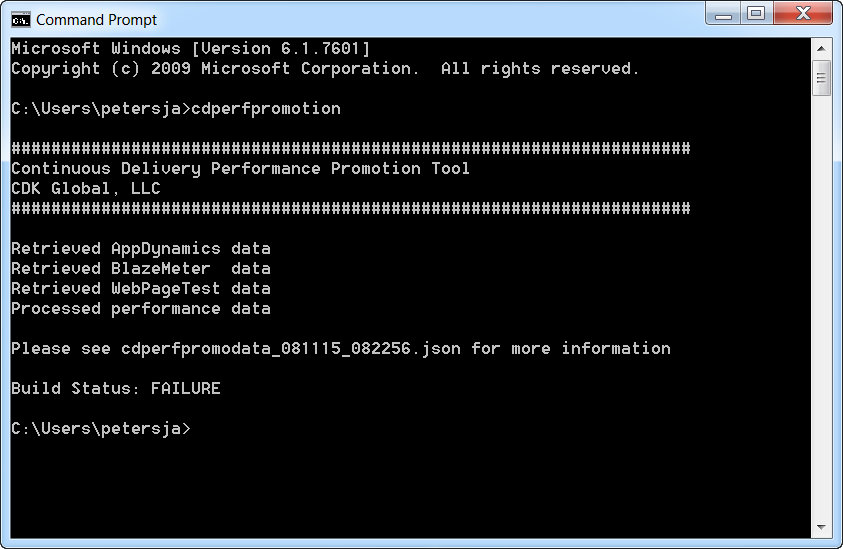 Command Prompt
Microsoft Windows [Version 6.1.7601]
Copyright (c) 2009 Microsoft Corporation.  All rights reserved.
C:\Users\petersja>cdperfpromotion
####################################################################
Continuous Delivery Performance Promotion Tool
CDK Global, LLC
####################################################################
Retrieved AppDynamics data
Retrieved BlazeMeter  data
Retrieved WebPageTest data
Processed performance data
Please see cdperfpromodata_081115_082256.json for more information
Build Status: FAILURE
C:\Users\petersja>